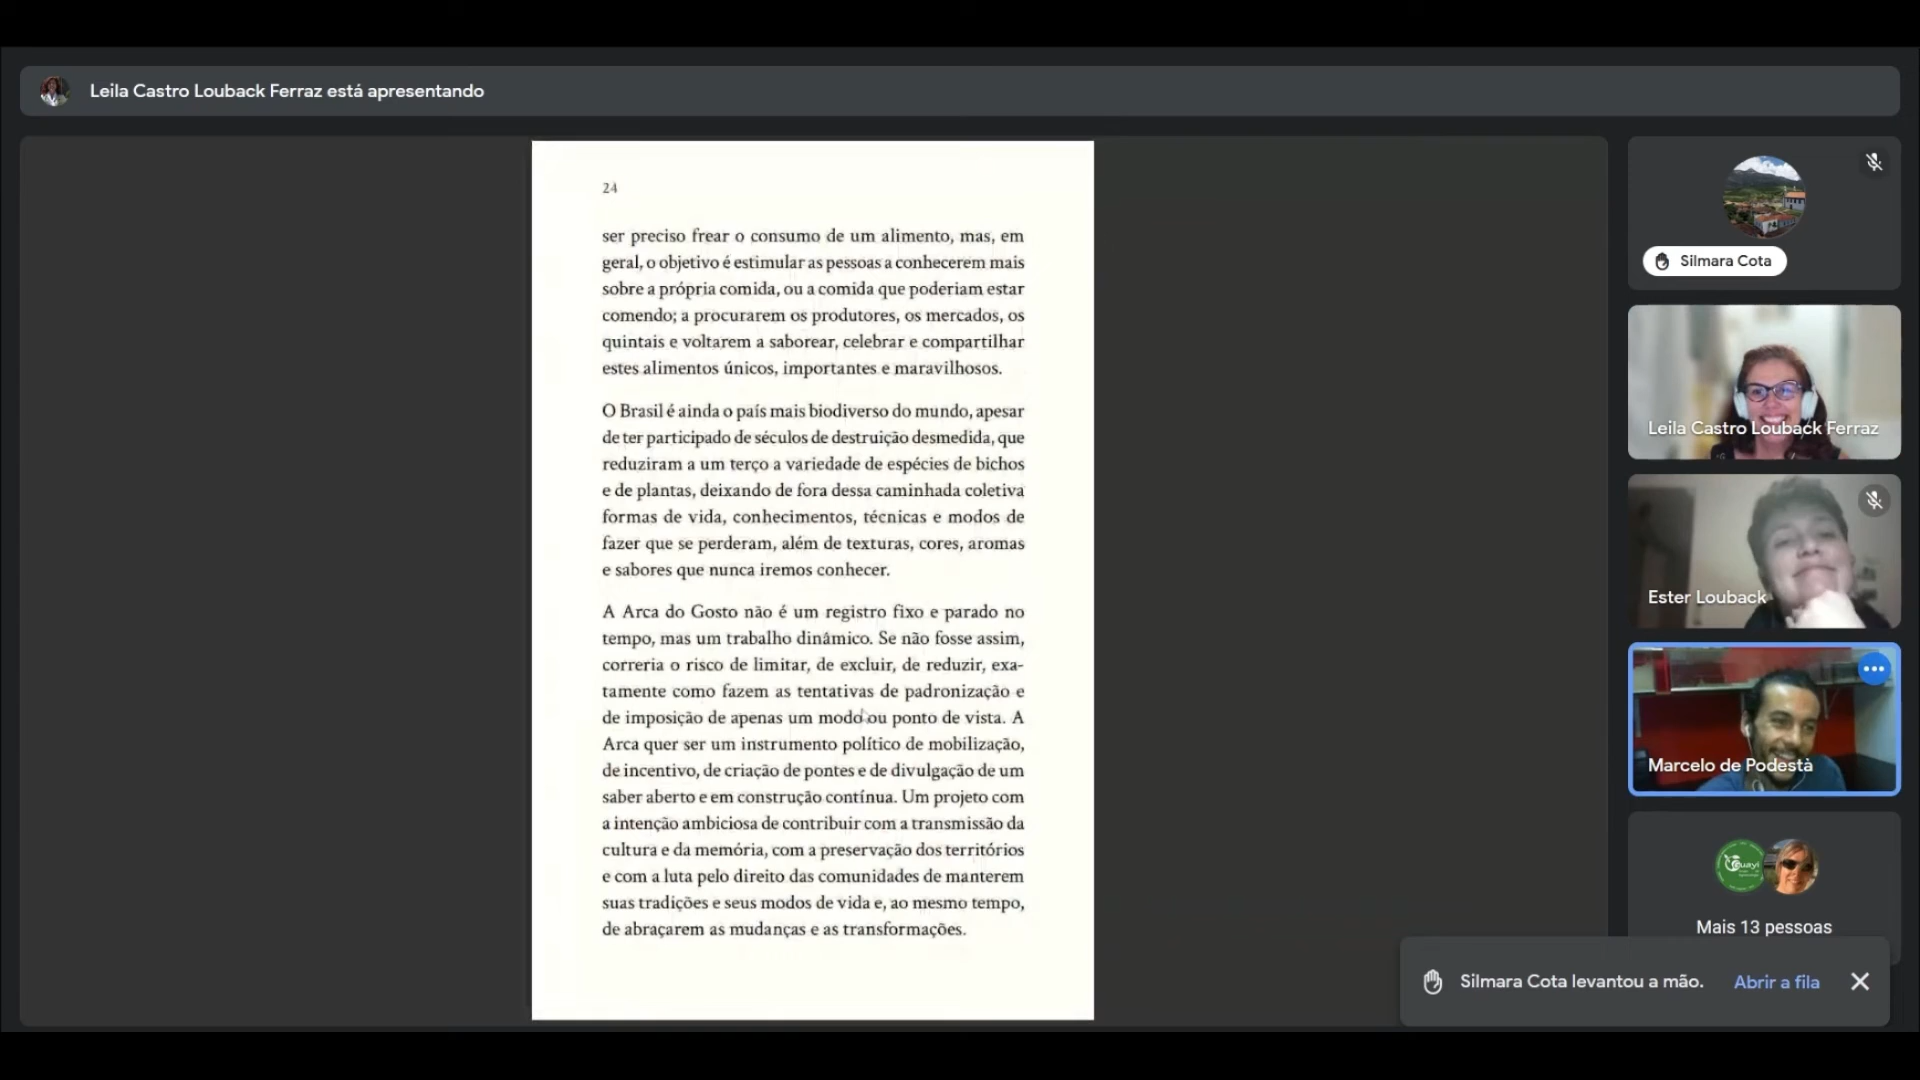 Leila Castro Louback Ferraz está apresentando
24
ser preciso frear o consumo de um alimento, mas, em
geral, o objetivo é estimular as pessoas a conhecerem mais
sobre a própria comida, ou a comida que poderiam estar
comendo; a procurarem os produtores, os mercados, os
quintais e voltarem a saborear, celebrar e compartilhar
estes alimentos únicos, importantes e maravilhosos.
O Brasil é ainda o país mais biodiverso do mundo, apesar
de ter participado de séculos de destruição desmedida, que
reduziram a um terço a variedade de espécies de bichos
e de plantas, deixando de fora dessa caminhada coletiva
formas de vida, conhecimentos, técnicas e modos de
fazer que se perderam, além de texturas, cores, aromas
e sabores que nunca iremos conhecer.
A Arca do Gosto não é um registro fixo e parado no
tempo, mas um trabalho dinâmico. Se não fosse assim,
correria o risco de limitar, de excluir, de reduzir, exa-
tamente como fazem as tentativas de padronização e
de imposição de apenas um modo ou ponto de vista. A
Arca quer ser um instrumento político de mobilização,
de incentivo, de criação de pontes e de divulgação de um
saber aberto e em construção contínua. Um projeto com
a intenção ambiciosa de contribuir com a transmissão da
cultura e da memória, com a preservação dos territórios
e com a luta pelo direito das comunidades de manterem
suas tradições e seus modos de vida e, ao mesmo tempo,
de abraçarem as mudanças e as transformações.
Silmara Cota
Leila Castro Louback Ferraz
Ester Louback
Marcelo de Podestà
Mais 13 pessoas
Silmara Cota levantou a mão. Abrir a fila